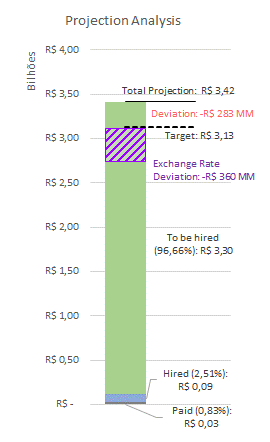 Projection Analysis
Bilhões
R$ 4,00
R$ 3,50
R$ 3,00
R$ 2,50
R$ 2,00
R$ 1,50
R$ 1,00
R$ 0,50
R$ -
Total Projection: R$ 3,42
Deviation: -R$ 283 MM
Target: R$ 3,13
Exchange Rate
Deviation: -R$ 360 MM
To be hired
(96,66%): R$ 3,30
Hired (2,51%):
R$ 0,09
Paid (0,83%):
R$ 0,03